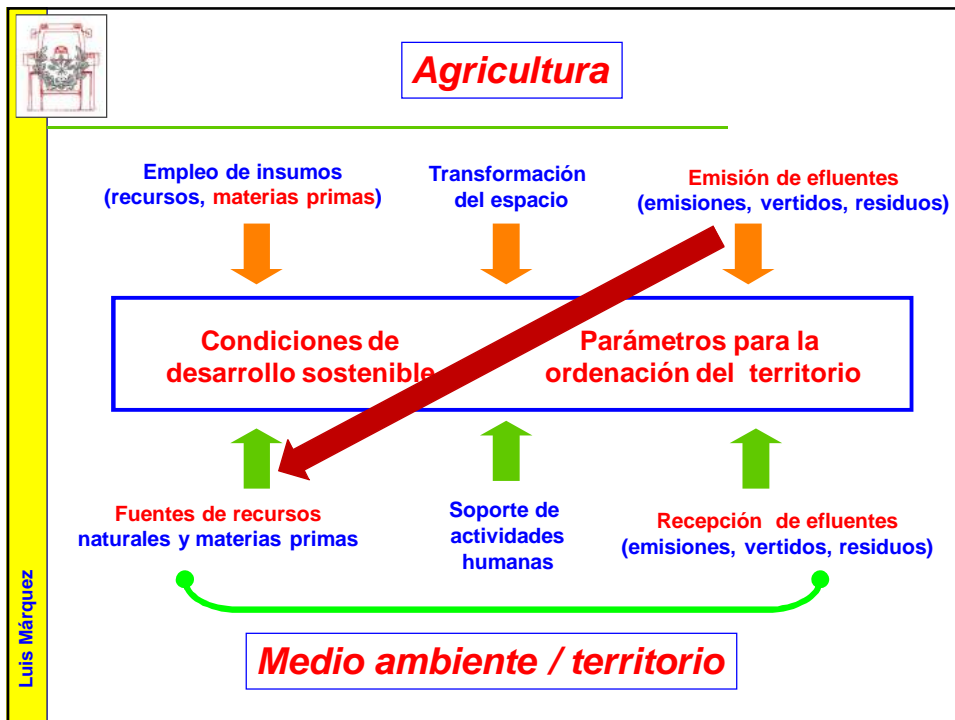 Agricultura
Empleo de insumos
(recursos, materias primas)
Transformación
del espacio
Emisión de efluentes
(emisiones, vertidos, residuos)
Condiciones de
desarrollo sostenible
Parámetros para la
ordenación del territorio
Fuentes de recursos
naturales y materias primas
Soporte de
actividades
humanas
Recepción de efluentes
(emisiones, vertidos, residuos)
Medio ambiente / territorio
Luis Márquez